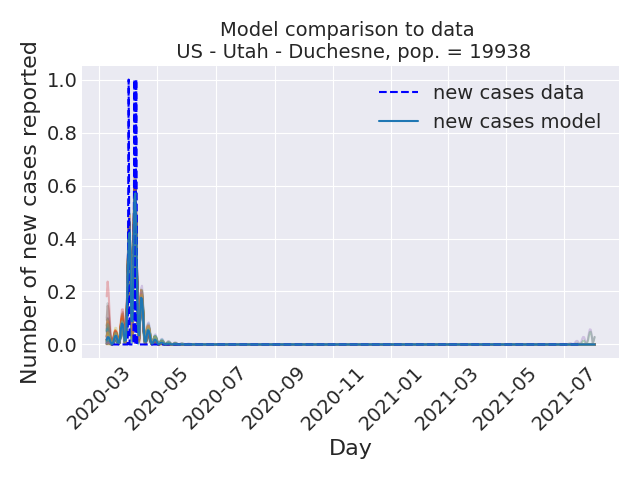 Model comparison to data
US - Utah - Duchesne, pop. = 19938
Number of new cases reported
1.0
0.8
0.6
0.4
0.2
0.0
new cases data
new cases model
2020-03
2020-05
2020-07
2020-09
2020-11
2021-01
2021-03
2021-05
2021-07
Day